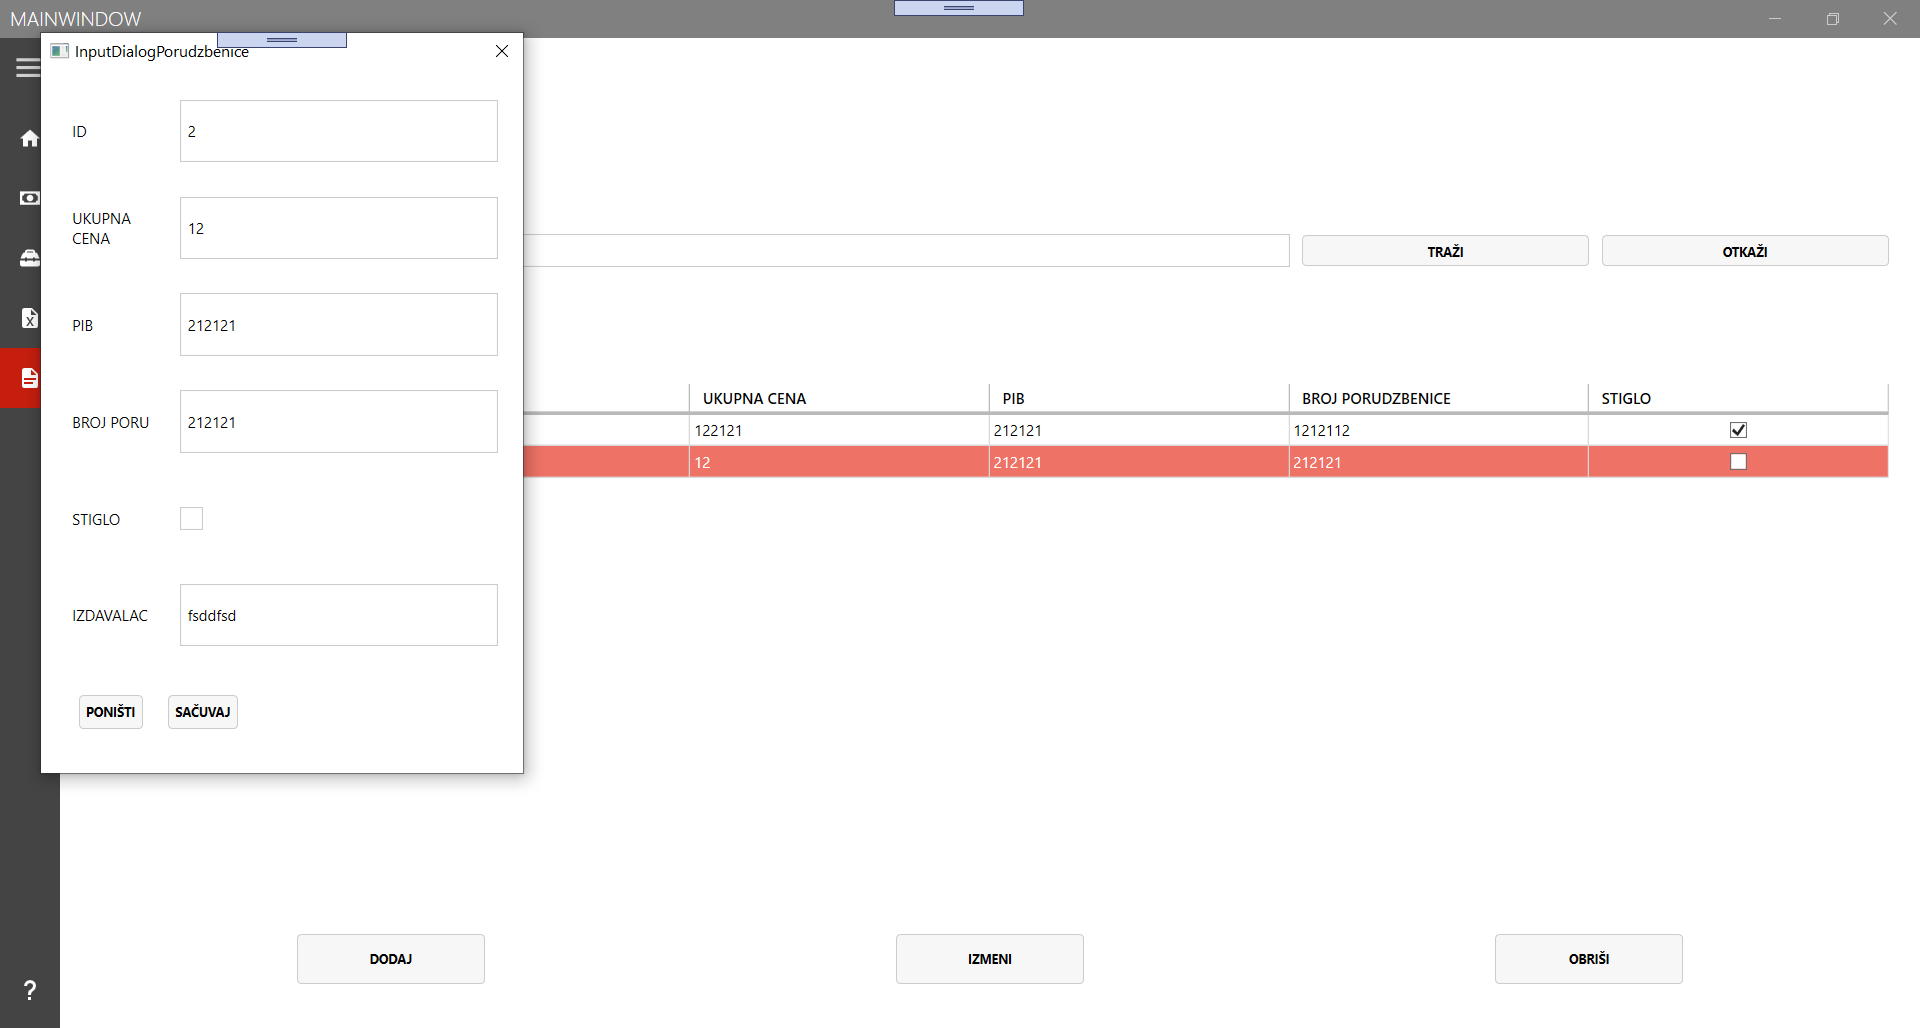 MAINWINDOW
InputDialogPorudzbenice
ID
2
UKUPNA
CENA
12
PIB
212121
BROJ PORU
212121
STIGLO
IZDAVALAC
fsddfsd
PONIŠTI
SAČUVAJ
TRAŽI
OTKAŽI
UKUPNA CENA
PIB
BROJ PORUDZBENICE
STIGLO
122121
212121
1212112
12
212121
212121
DODAJ
IZMENI
OBRIŠI
?